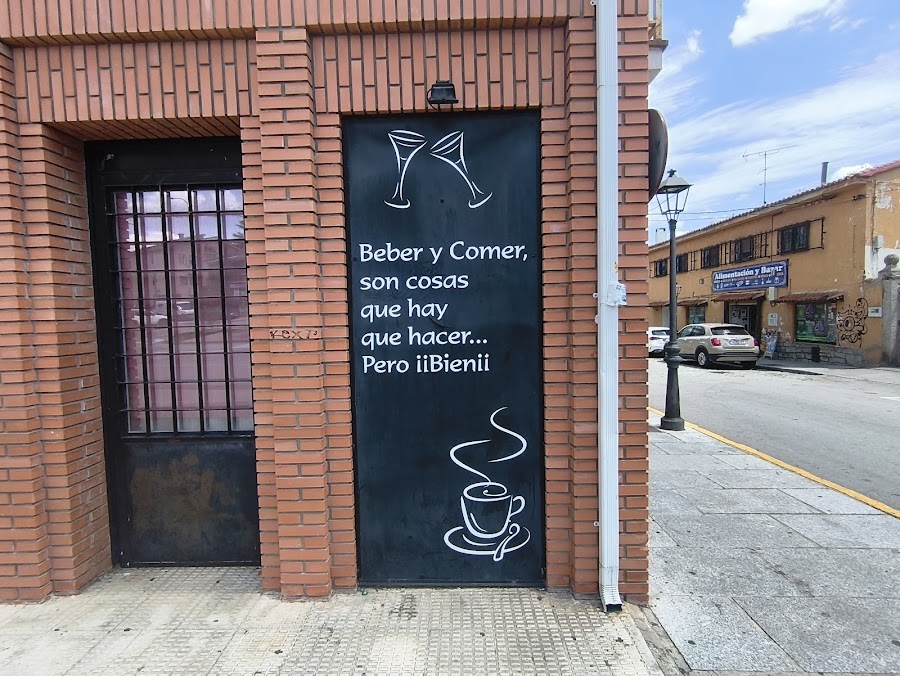 Beber y Comer,
son cosas
que hay
que hacer...
Pero ¡¡Bien¡¡
Alimentación y Bazar